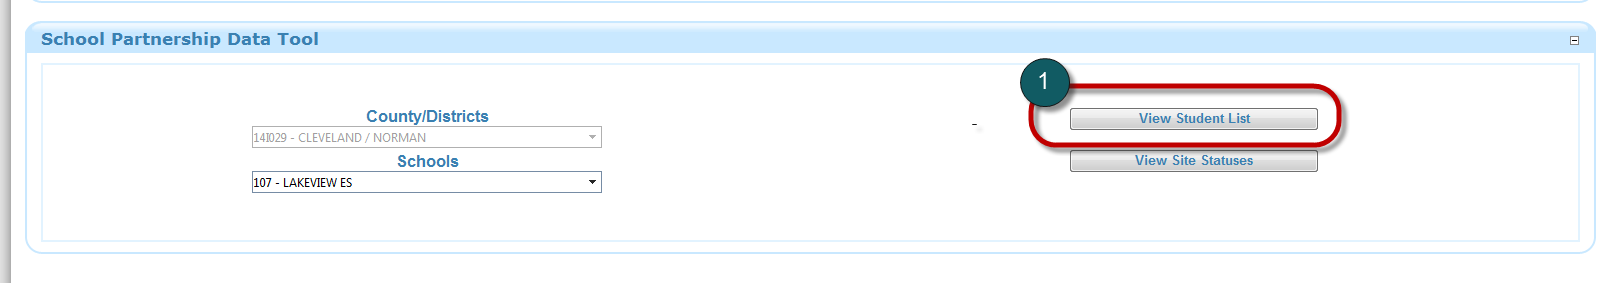 School Partnership Data Tool
1
County/Districts
14I029 - CLEVELAND / NORMAN
-
View Student List
Schools
View Site Statuses
107 - LAKEVIEW ES